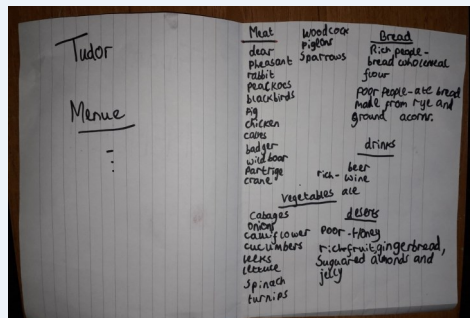 Tudor
Menue
Meat
dear
pheasant
rabbit
peackoes
blackbirds
pig
chicken
badger
wild boar
Partrige
crane
Woodcock
pigeons
Sparrows
Bread
Rich people -
bread wholemeal
flour
poor People - ate bread
made from rye and
ground acorns.
drinks
beer
rich - wine
ale
vegetables
Cabages
onions
cauliflower
cucumbers
leeks
lettuce
Spinach
turnips
deserts
Poor - Honey
rich fruit, gingerbread,
Suguared almonds and
jelly